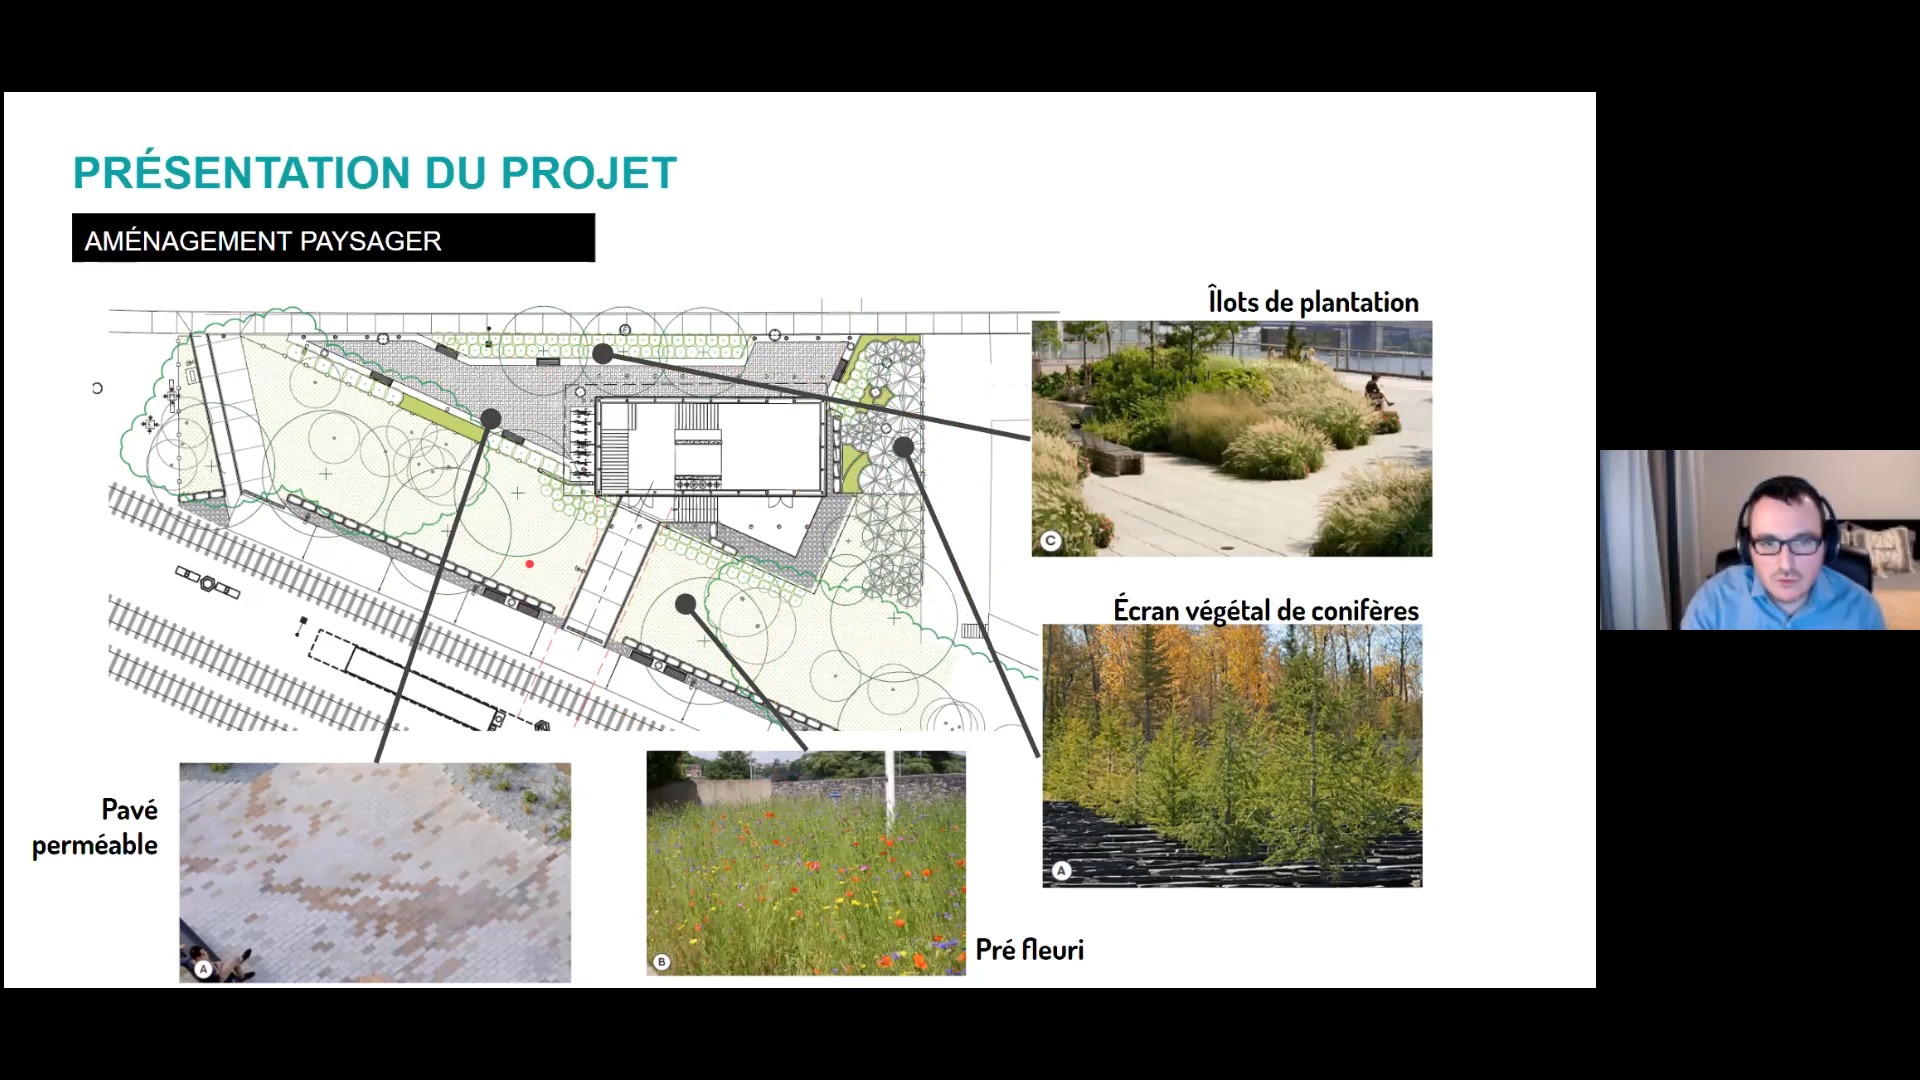 PRÉSENTATION DU PROJET
AMÉNAGEMENT PAYSAGER
Îlots de plantation
C
Écran végétal de conifères
A
Pavé
perméable
A
B
Pré fleuri